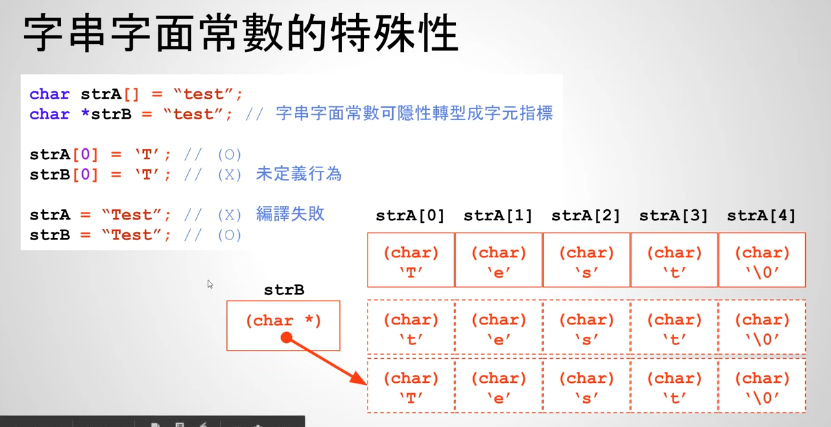 字串字面常數的特殊性
char strA[] = “test”;
char *strB = “test”; // 字串字面常數可隱性轉型成字元指標
strA[0] = ‘T’; // (O)
strB[0] = ‘T’; // (X) 未定義行為
strA = “Test”; // (X) 編譯失敗
strB = “Test”; // (O)
strA[0] strA[1] strA[2] strA[3] strA[4]
(char) (char) (char) (char) (char)
‘T’ ‘e’ ‘s’ ‘t’ ‘\0’
strB
(char *)
(char) (char) (char) (char) (char)
‘t’ ‘e’ ‘s’ ‘t’ ‘\0’
(char) (char) (char) (char) (char)
‘T’ ‘e’ ‘s’ ‘t’ ‘\0’